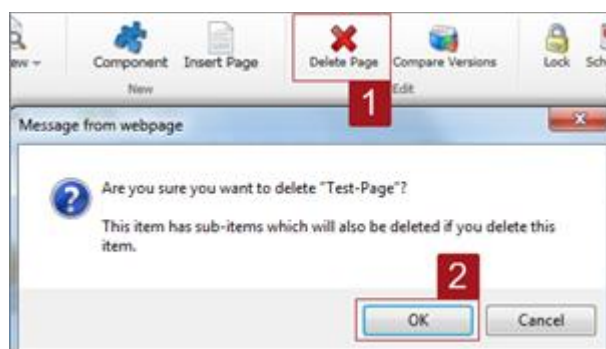 Component Insert Page Delete Page Compare Versions Lock
New Edit
1
Message from webpage
Are you sure you want to delete "Test-Page"?
This item has sub-items which will also be deleted if you delete this
item.
2
OK Cancel